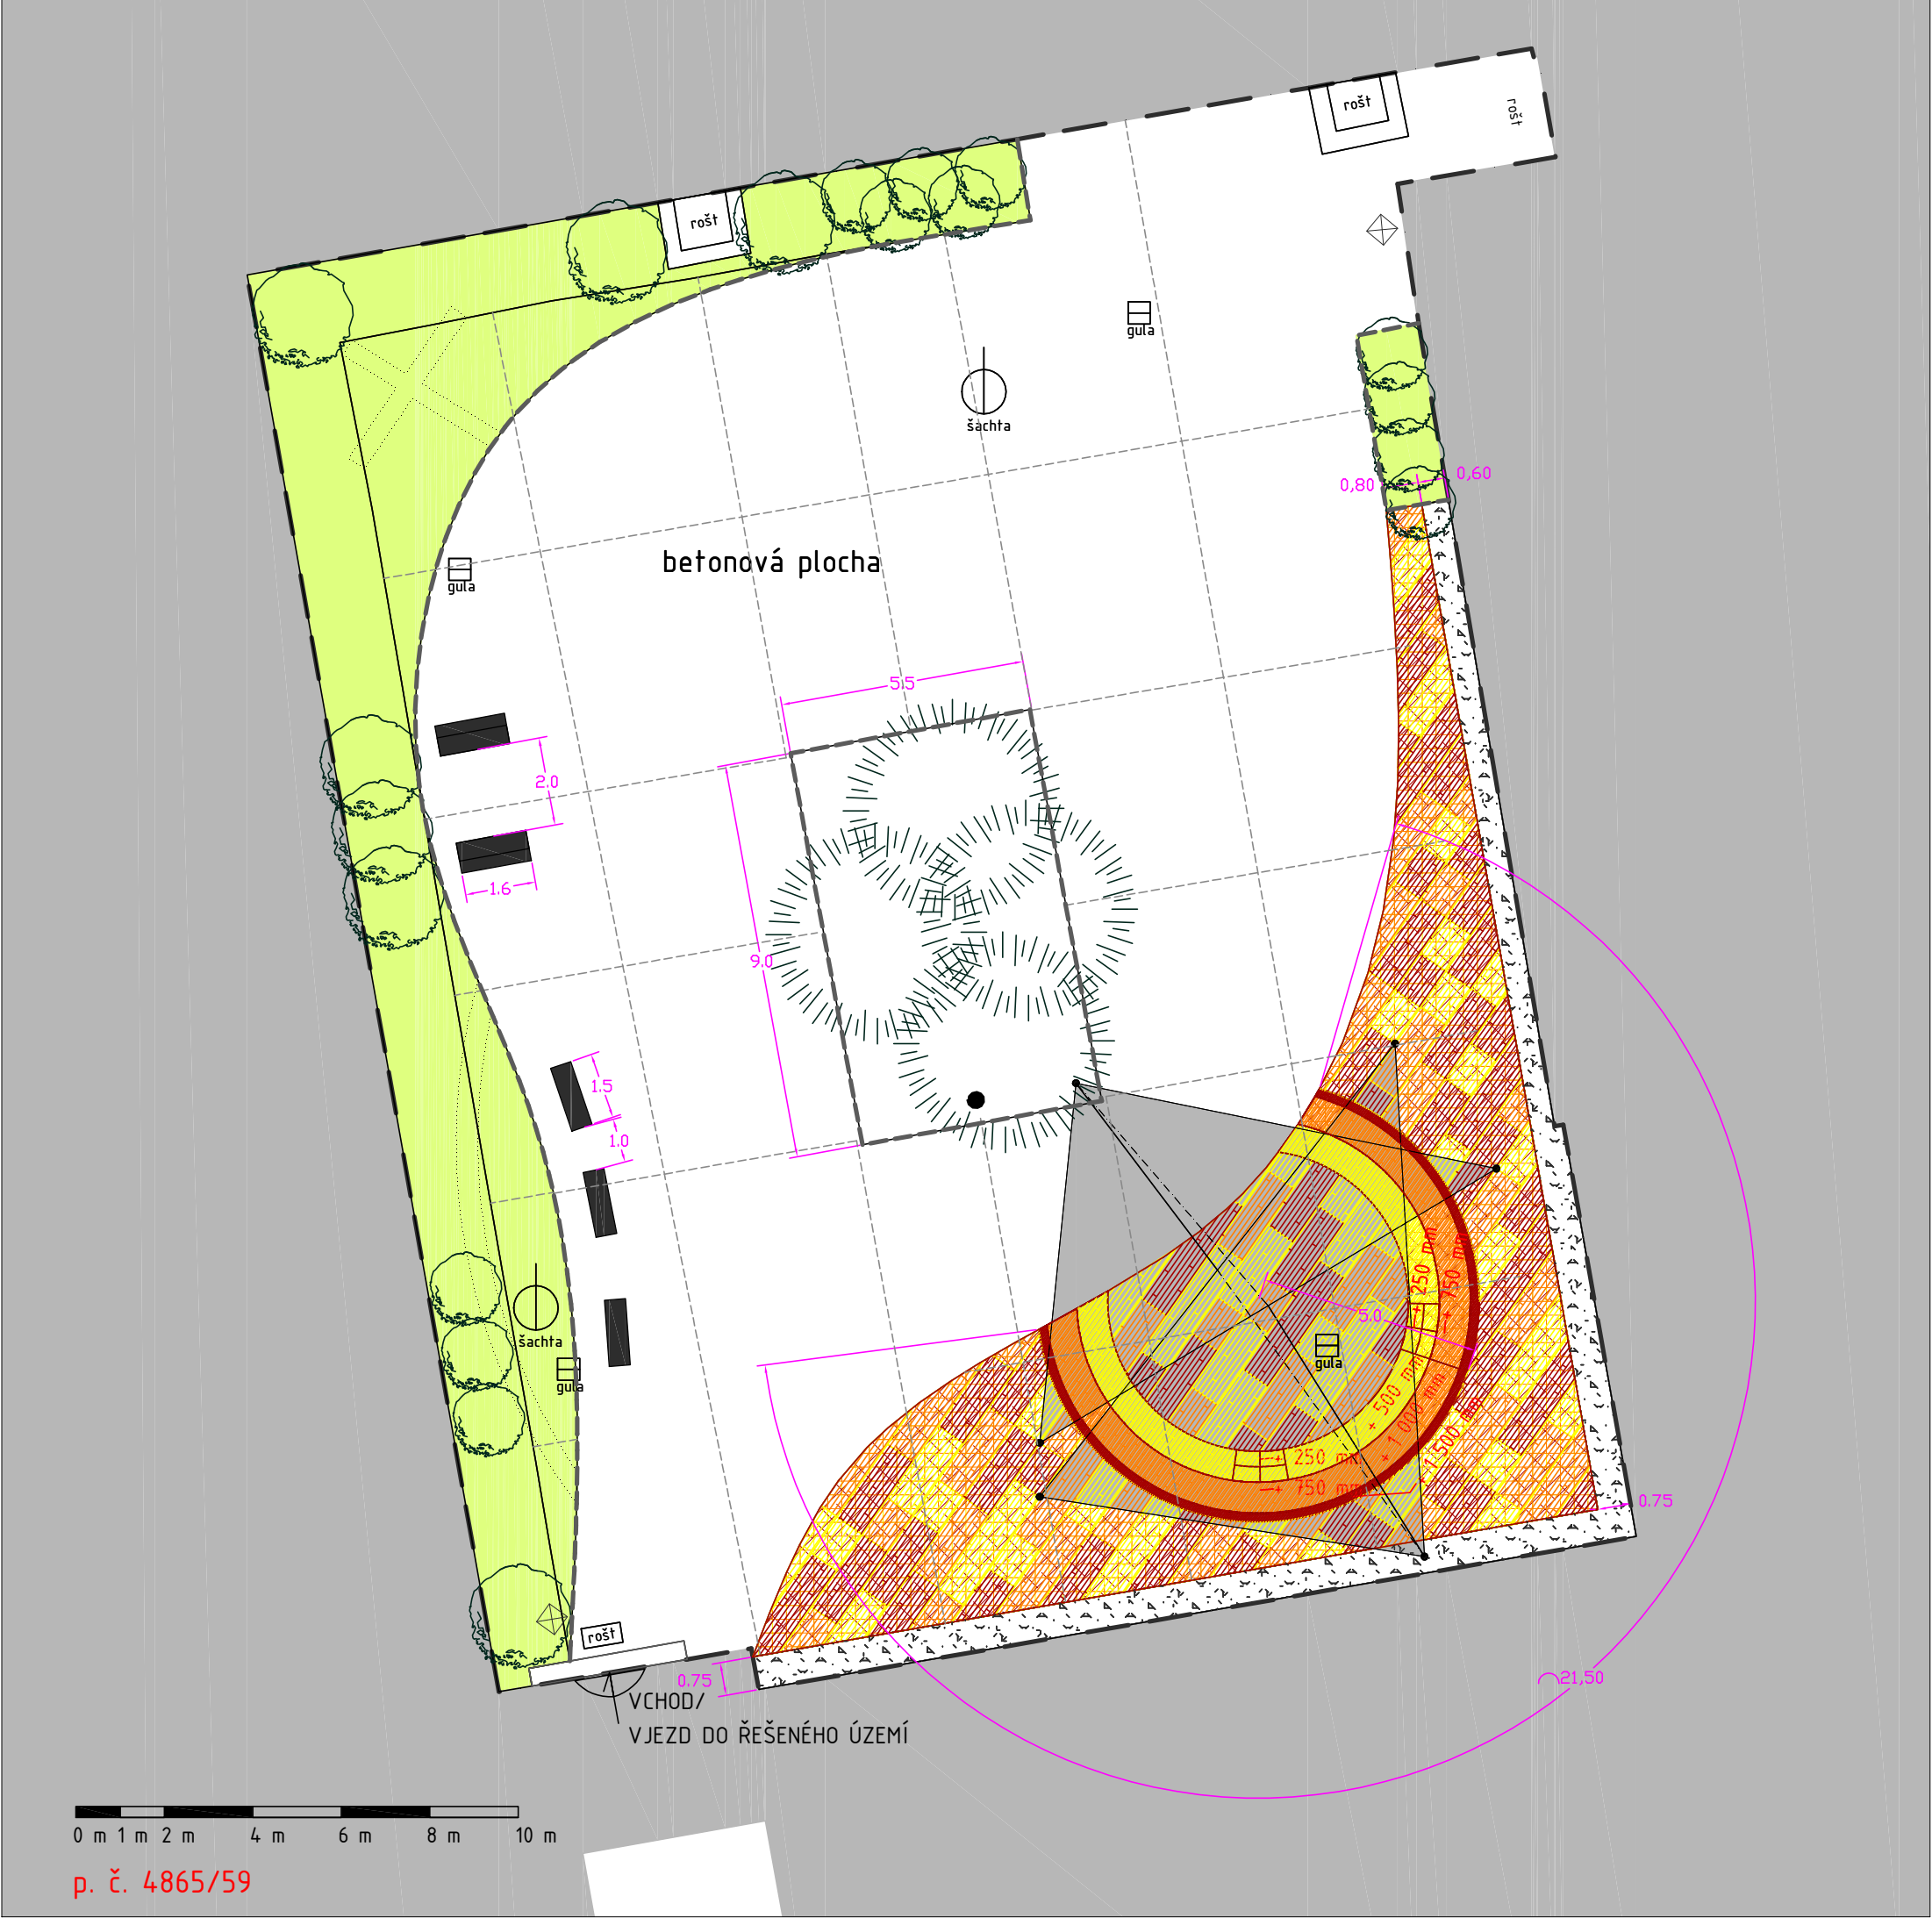 rošt
rošt
rošt
gula
šachta
0,80
0,60
betonová plocha
gula
5.5
2.0
1.6
9.0
1.5
1.0
250 mm
+ 750 mm
5.0
šachta
gula
gula
+ 500 mm
+ 1 000 mm
+ 1 500 mm
250 mm
750 mm
0.75
rošt
0.75
21,50
VCHOD/
VJEZD DO ŘEŠENÉHO ÚZEMÍ
0 m 1 m 2 m 4 m 6 m 8 m 10 m
p. č. 4865/59